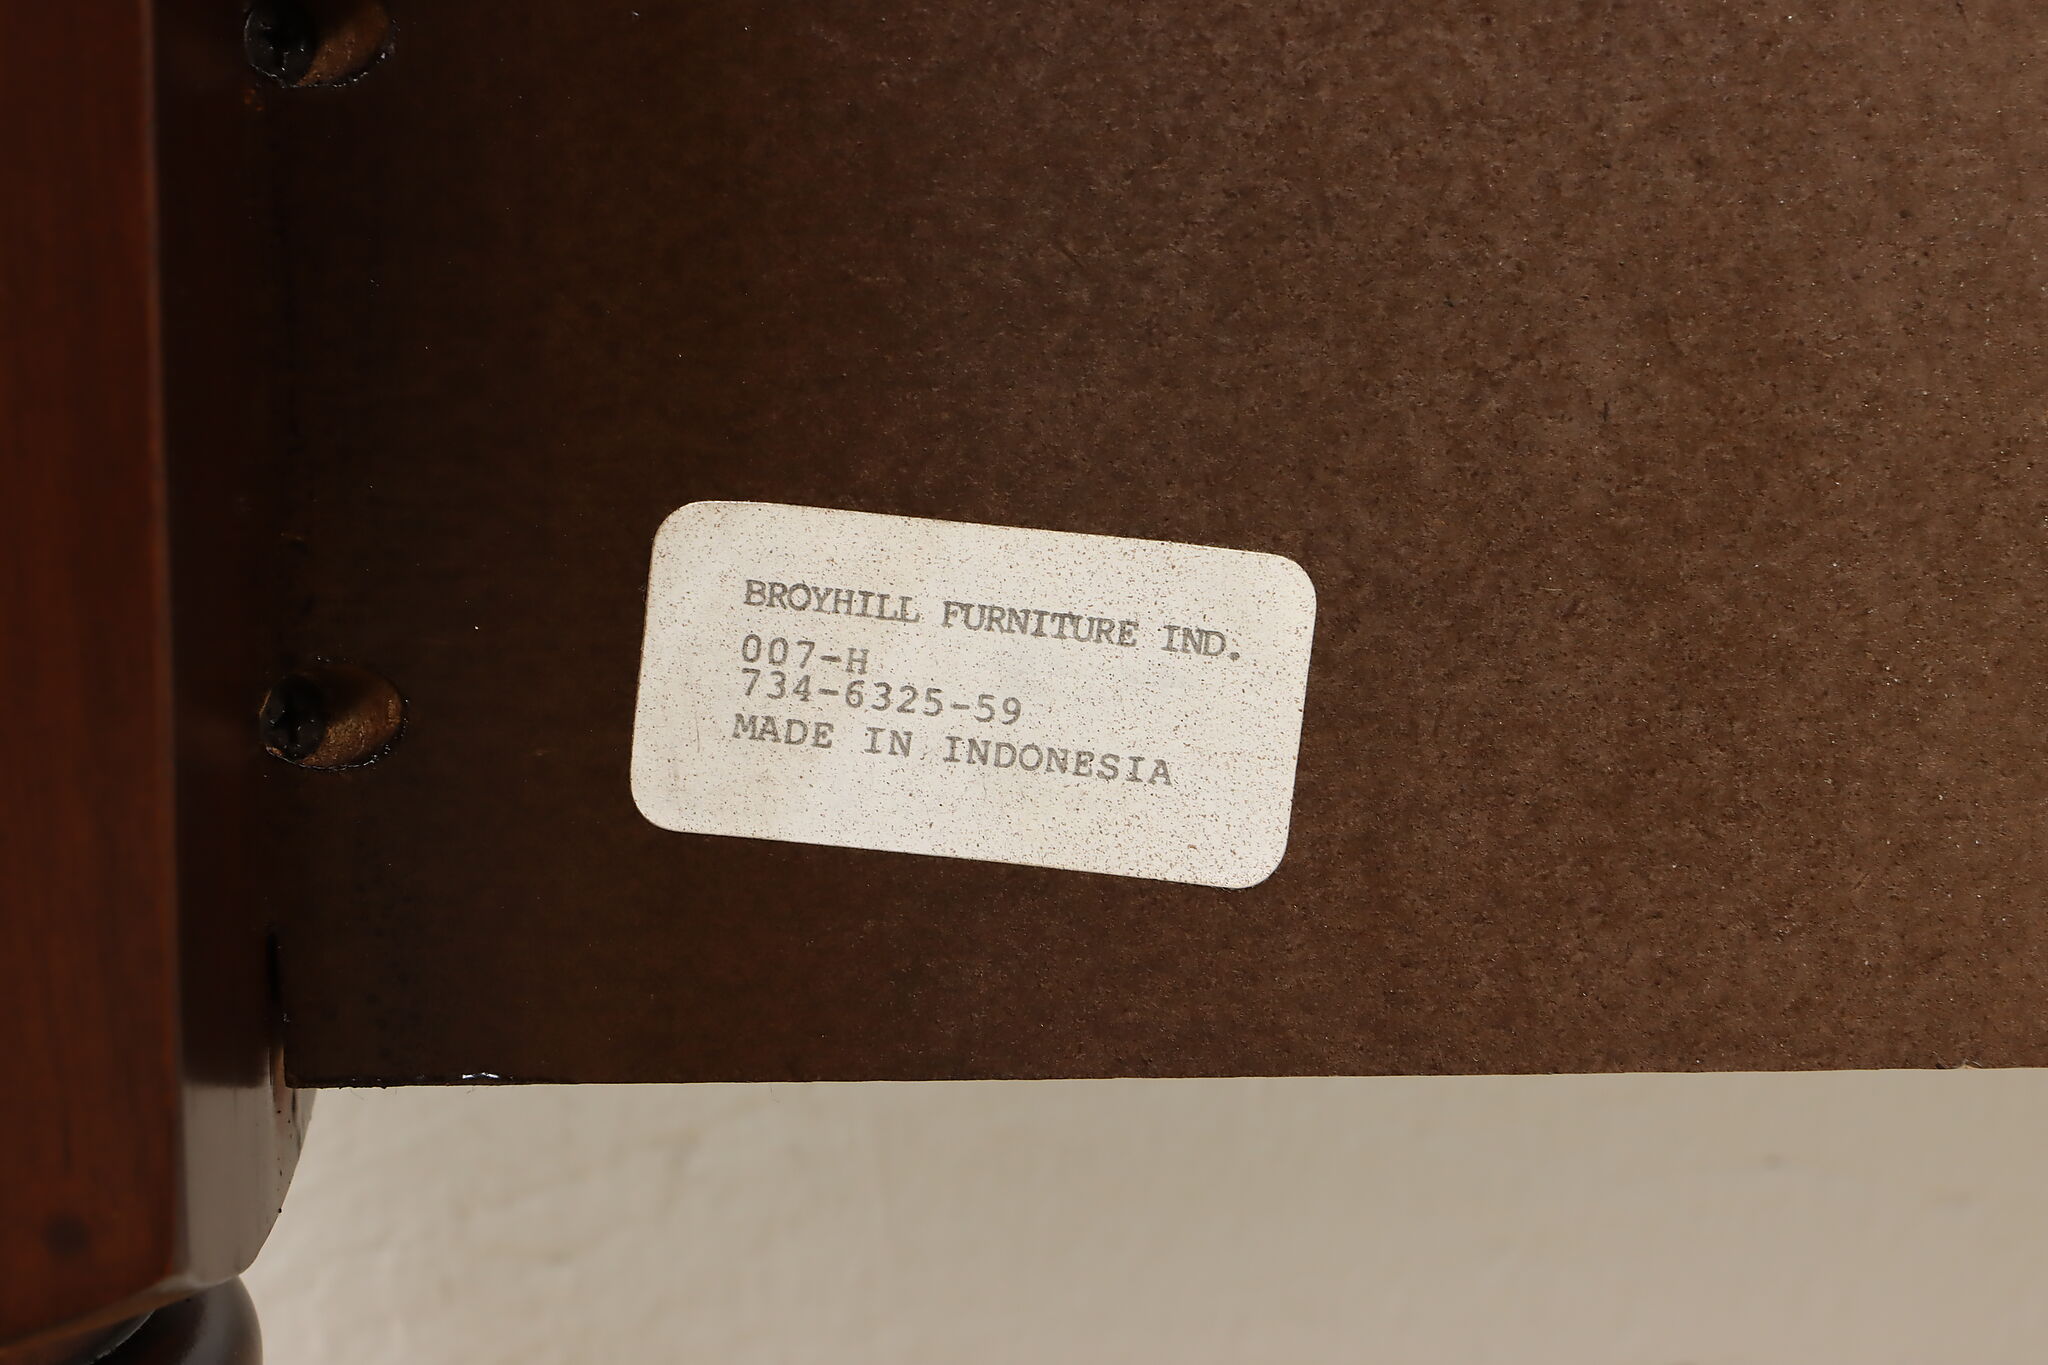 BROYHILL FURNITURE IND.
007-H
734-6325-59
MADE IN INDONESIA